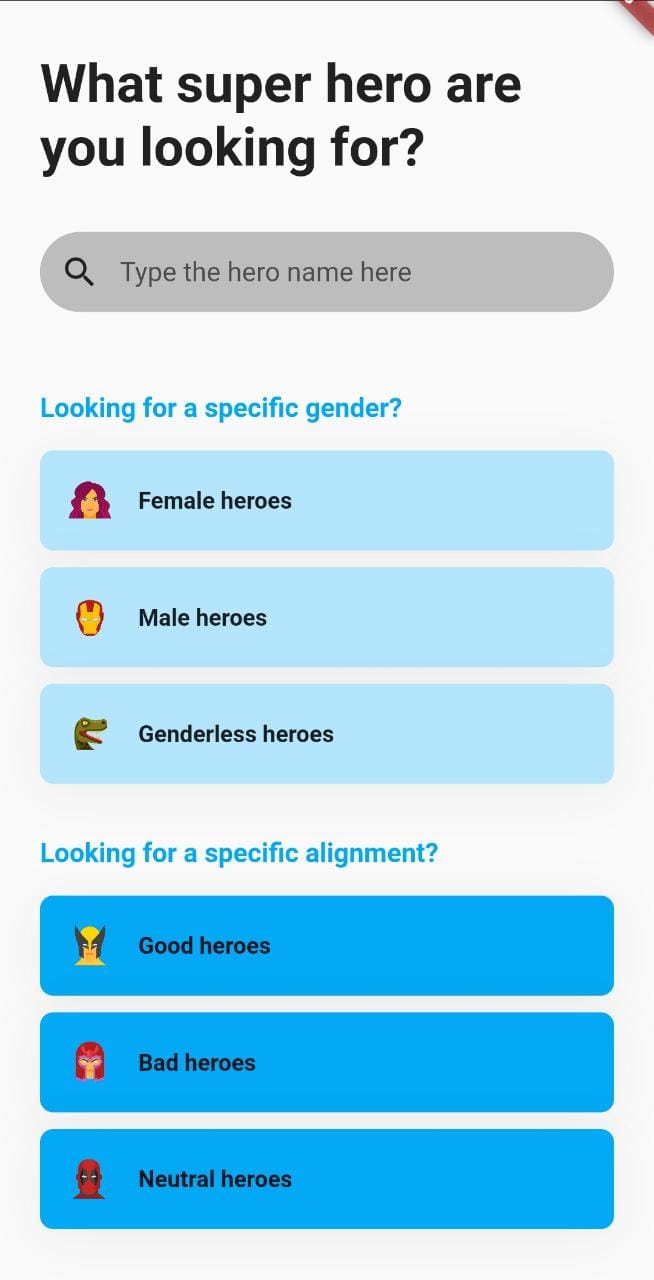 What super hero are
you looking for?
Type the hero name here
Looking for a specific gender?
Female heroes
Male heroes
Genderless heroes
Looking for a specific alignment?
Good heroes
Bad heroes
Neutral heroes